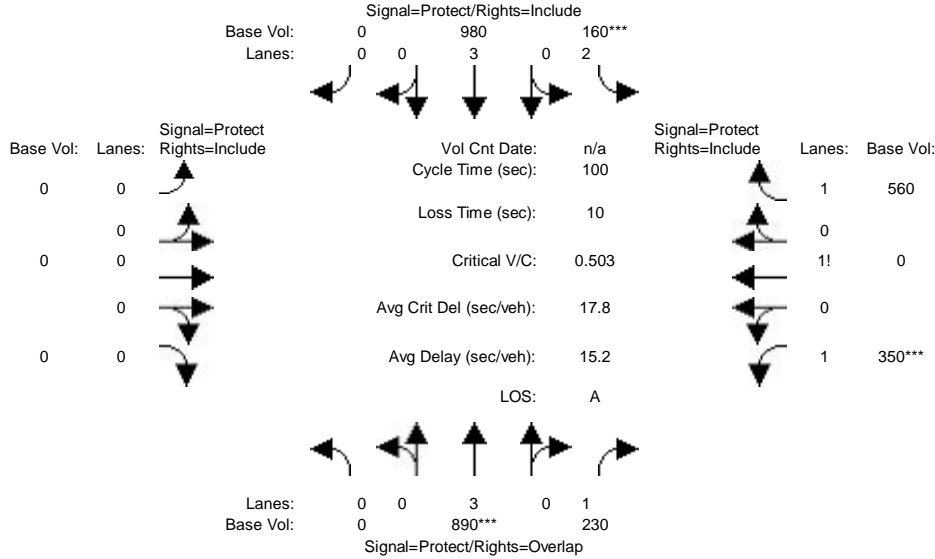 Signal=Protect/Rights=Include
Base Vol: 0 980 160***
Lanes: 0 0 3 0 2
Signal=Protect Signal=Protect
Base Vol: Lanes: Rights=Include Vol Cnt Date: n/a Rights=Include Lanes: Base Vol:
Cycle Time (sec): 100
0 0 1 560
Loss Time (sec): 10
0 0
0 0 Critical V/C: 0.503 1! 0
0 Avg Crit Del (sec/veh): 17.8 0
0 0 Avg Delay (sec/veh): 15.2 1 350***
LOS: A
Lanes: 0 0 3 0 1
Base Vol: 0 890*** 230
Signal=Protect/Rights=Overlap